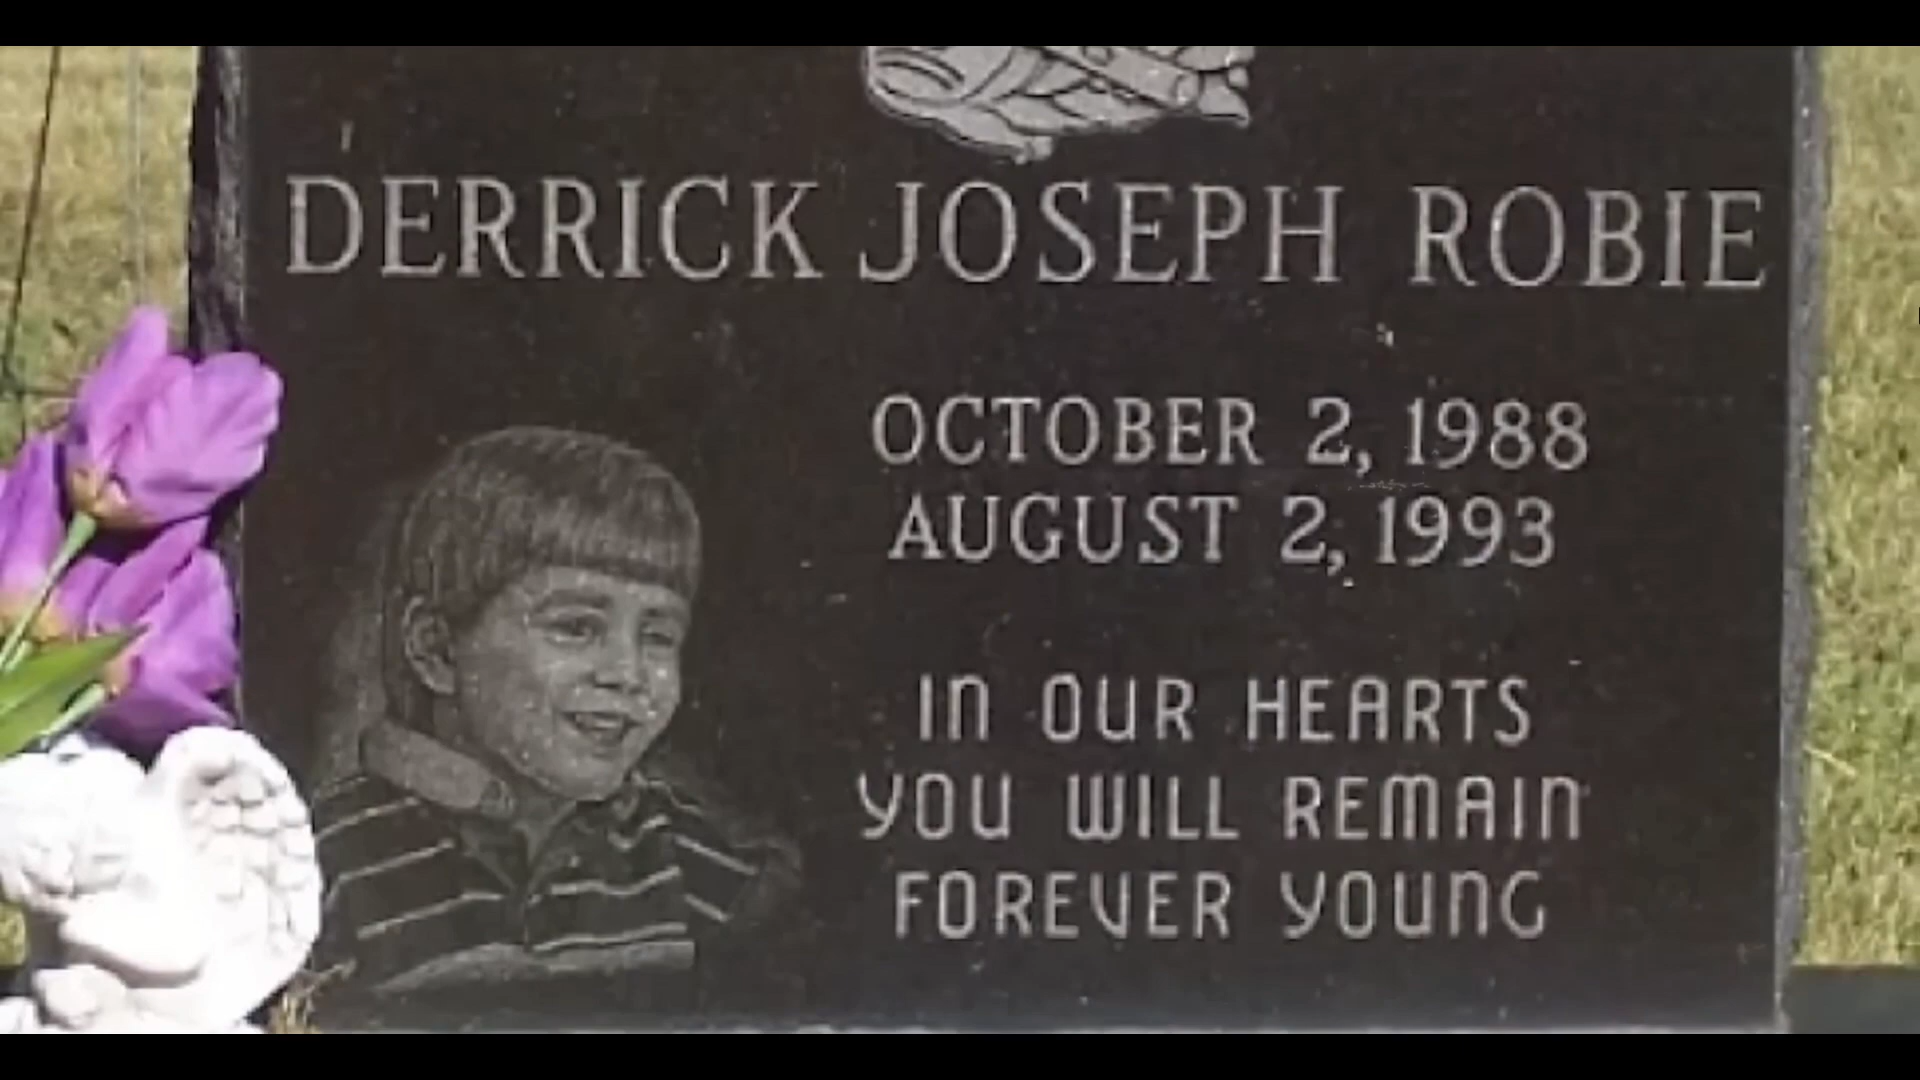 DERRICK JOSEPH ROBIE
OCTOBER 2, 1988
AUGUST 2, 1993
IN OUR HEARTS
YOU WILL REMAIN
FOREVER YOUNG